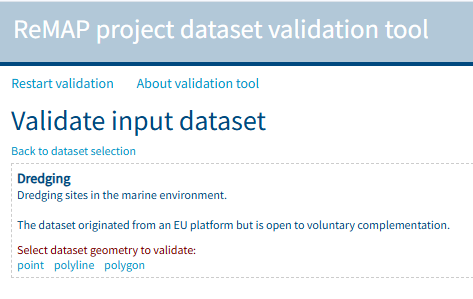 ReMAP project dataset validation tool
Restart validation About validation tool
Validate input dataset
Back to dataset selection
Dredging
Dredging sites in the marine environment.
The dataset originated from an EU platform but is open to voluntary complementation.
Select dataset geometry to validate:
point polyline polygon